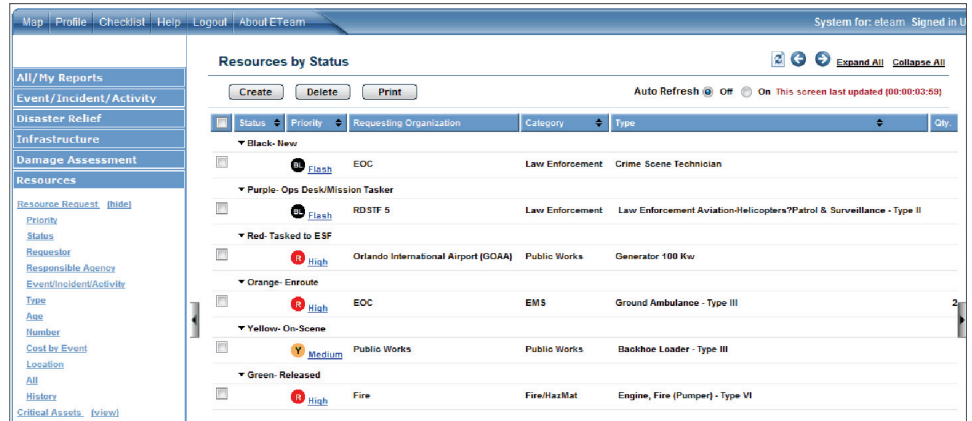 Map Profile Checklist Help Logout About ETeam
System for: eteam Signed in U
Resources by Status
Expand All Collapse All
Create Delete Print
Auto Refresh Off On This screen last updated (00:00:03:59)
All/My Reports
Event/Incident/Activity
Disaster Relief
Infrastructure
Damage Assessment
Resources
Resource Request [hide]
Priority
Status
Requestor
Responsible Agency
Event/Incident/Activity
Type
Age
Number
Cost by Event
Location
All
History
Critical Assets [view]
Status Priority Requesting Organization Category Type Qty.
Black- New
BL Flash EOC Law Enforcement Crime Scene Technician
Purple- Ops Desk/Mission Tasker
BL Flash RDSTF 5 Law Enforcement Law Enforcement Aviation-Helicopters?Patrol & Surveillance - Type II
Red- Tasked to ESF
R High Orlando International Airport (GOAA) Public Works Generator 100 Kw
Orange- Enroute
R High EOC EMS Ground Ambulance - Type III 2
Yellow- On-Scene
Y Medium Public Works Public Works Backhoe Loader - Type III
Green- Released
R High Fire Fire/HazMat Engine, Fire (Pumper) - Type VI